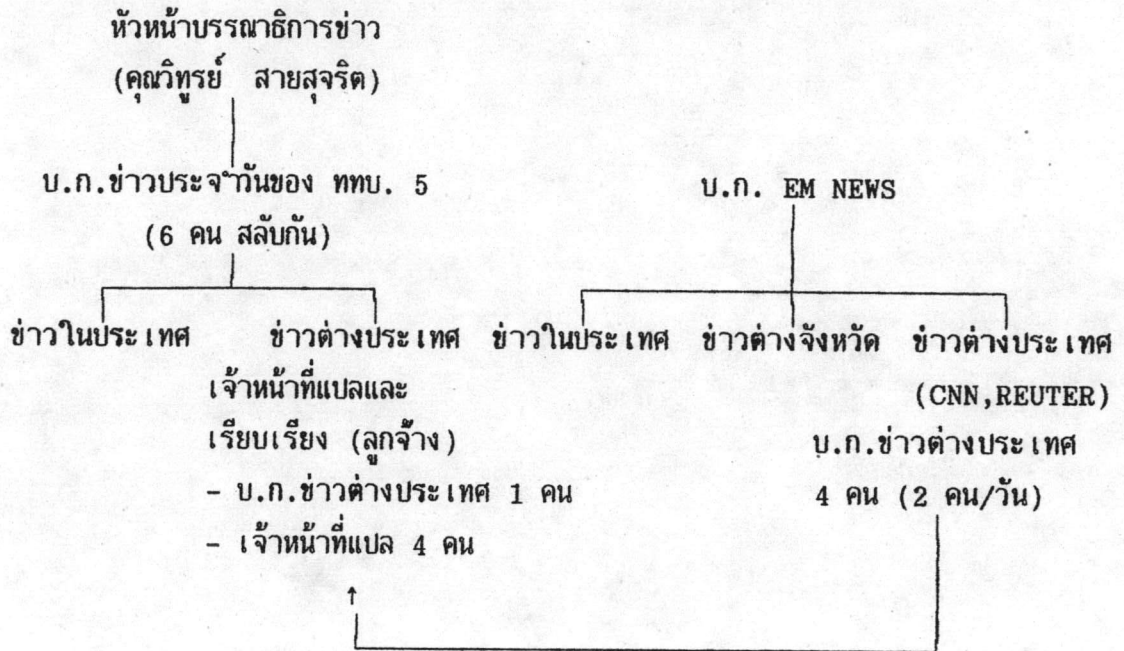 หัวหน้าบรรณาธิการข่าว
(คุณวิทูรย์ สายสุจริต)
บ.ก.ข่าวประจำวันของ ททบ. 5
(6 คน สลับกัน)
บ.ก. EM NEWS
ข่าวในประเทศ ข่าวต่างประเทศ ข่าวในประเทศ ข่าวต่างจังหวัด ข่าวต่างประเทศ
เจ้าหน้าที่แปลและ
เรียบเรียง (ลูกจ้าง)
- บ.ก.ข่าวต่างประเทศ 1 คน
- เจ้าหน้าที่แปล 4 คน
(CNN,REUTER)
บ.ก.ข่าวต่างประเทศ
4 คน (2 คน/วัน)